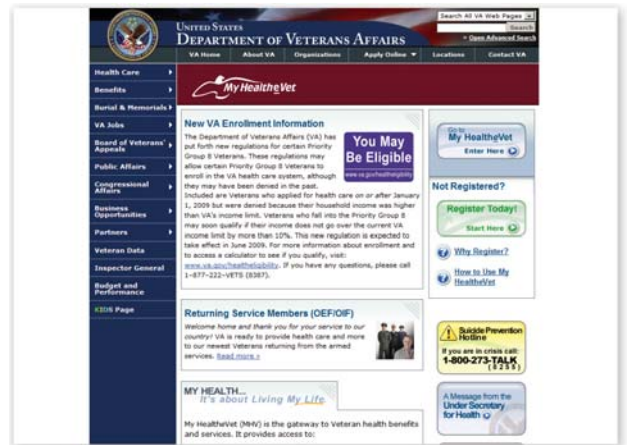 Search All VA Web Pages
Search
Open Advanced Search
UNITED STATES
DEPARTMENT OF VETERANS AFFAIRS
VA Home
About VA
Organizations
Apply Online
Locations
Contact VA
Health Care
Benefits
Burial & Memorials
VA Jobs
Board of Veterans'
Appeals
Public Affairs
Congressional
Affairs
Business
Opportunities
Partners
Veteran Data
Inspector General
Budget and
Performance
KIDS Page
My HealtheVet
New VA Enrollment Information
The Department of Veterans Affairs (VA) has
put forth new regulations for certain Priority
Group 8 Veterans. These regulations may
allow certain Priority Group 8 Veterans to
enroll in the VA health care system, although
they may have been denied in the past.
Included are Veterans who applied for health care on or after January
1, 2009 but were denied because their household income was higher
than VA's income limit. Veterans who fall into the Priority Group 8
may soon qualify if their income does not go over the current VA
income limit by more than 10%. This new regulation is expected to
take effect in June 2009. For more information about enrollment and
to access a calculator to see if you qualify, visit:
www.va.gov/healtheligibility. If you have any questions, please call
1-877-222-VETS (8387).
You May
Be Eligible
www.va.gov/healtheligibility
Returning Service Members (OEF/OIF)
Welcome home and thank you for your service to our
country! VA is ready to provide health care and more
to our newest Veterans returning from the armed
services. Read more »
MY HEALTH...
It's about Living My Life
My HealtheVet (MHV) is the gateway to Veteran health benefits
and services. It provides access to:
Go to
My HealtheVet
Enter Here
Not Registered?
Register Today!
Start Here
Why Register?
How to Use My
HealtheVet
Suicide Prevention
Hotline
If you are in crisis call:
1-800-273-TALK
(8255)
A Message from the
Under Secretary
for Health